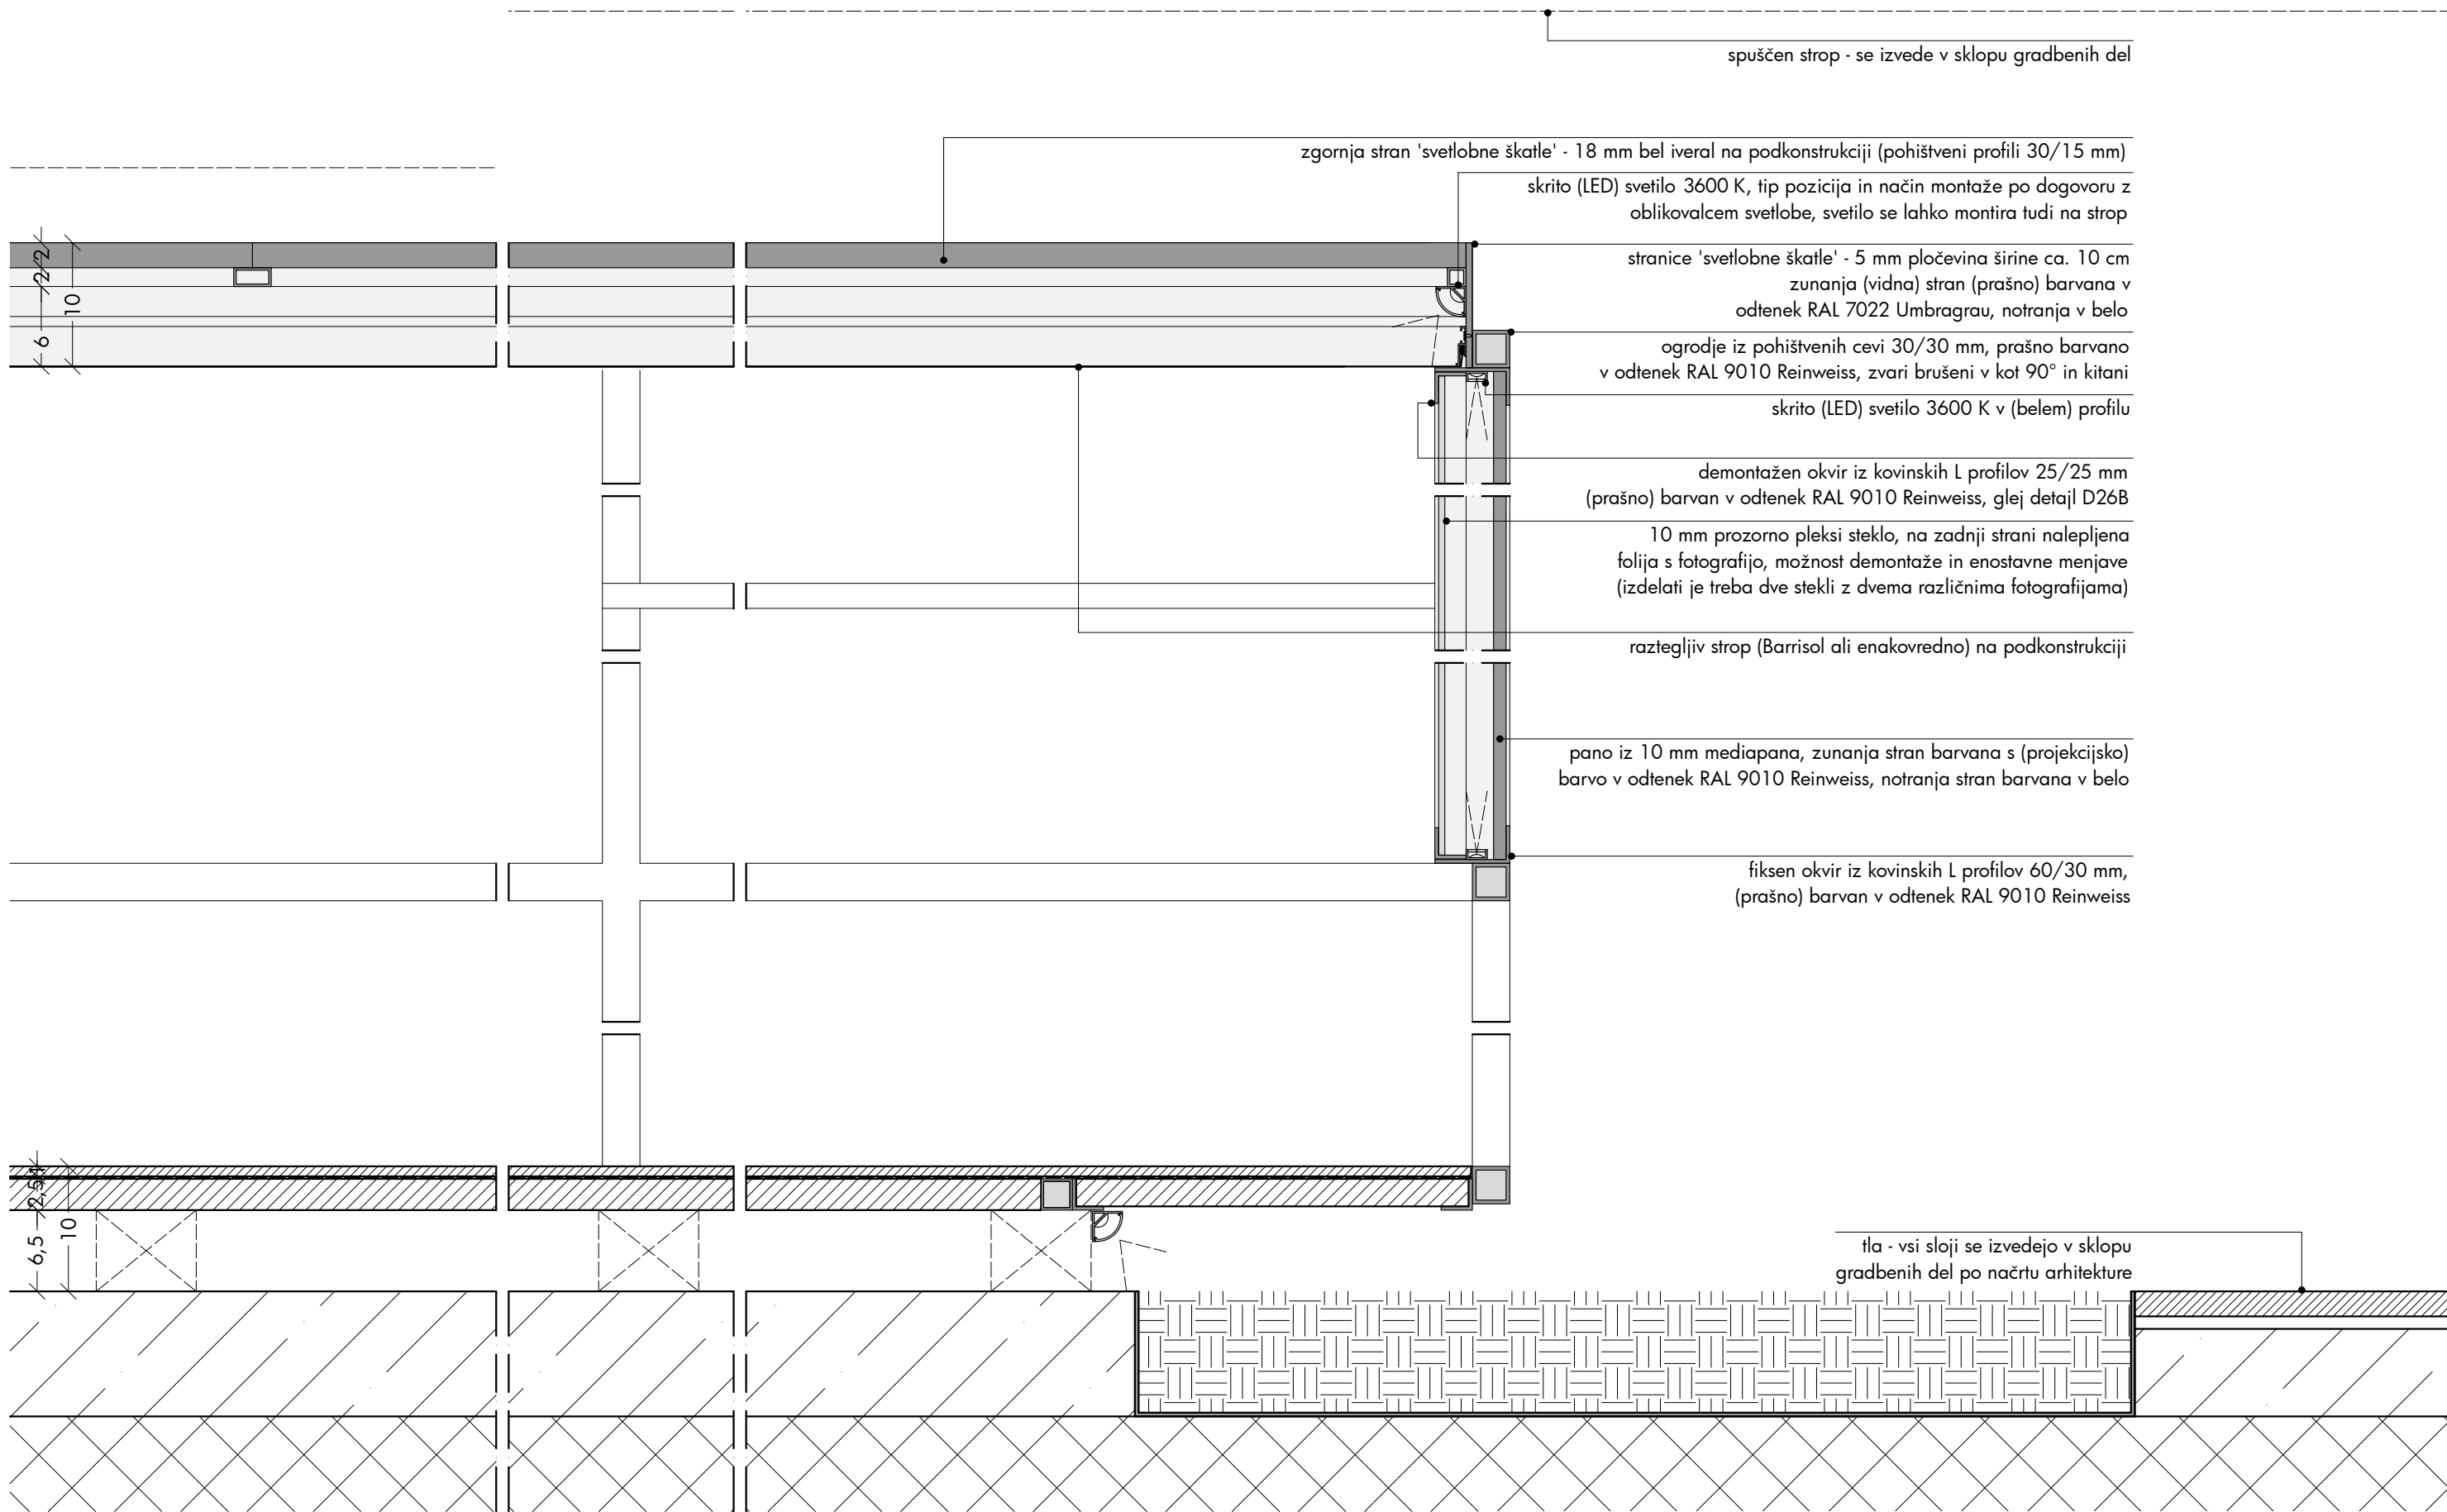 spuščen strop - se izvede v sklopu gradbenih del
zgornja stran 'svetlobne škatle' - 18 mm bel iveral na podkonstrukciji (pohištveni profili 30/15 mm)
skrito (LED) svetilo 3600 K, tip pozicija in način montaže po dogovoru z
oblikovalcem svetlobe, svetilo se lahko montira tudi na strop
stranice 'svetlobne škatle' - 5 mm pločevina širine ca. 10 cm
zunanja (vidna) stran (prašno) barvana v
odtenek RAL 7022 Umbragrau, notranja v belo
ogrodje iz pohištvenih cevi 30/30 mm, prašno barvano
v odtenek RAL 9010 Reinweiss, zvari brušeni v kot 90° in kitani
skrito (LED) svetilo 3600 K v (belem) profilu
demontažen okvir iz kovinskih L profilov 25/25 mm
(prašno) barvan v odtenek RAL 9010 Reinweiss, glej detajl D26B
10 mm prozorno pleksi steklo, na zadnji strani nalepljena
folija s fotografijo, možnost demontaže in enostavne menjave
(izdelati je treba dve stekli z dvema različnima fotografijama)
raztegljiv strop (Barrisol ali enakovredno) na podkonstrukciji
pano iz 10 mm mediapana, zunanja stran barvana s (projekcijsko)
barvo v odtenek RAL 9010 Reinweiss, notranja stran barvana v belo
fiksen okvir iz kovinskih L profilov 60/30 mm,
(prašno) barvan v odtenek RAL 9010 Reinweiss
tla - vsi sloji se izvedejo v sklopu
gradbenih del po načrtu arhitekture
2
2
6
10
1
2,5
6,5
10